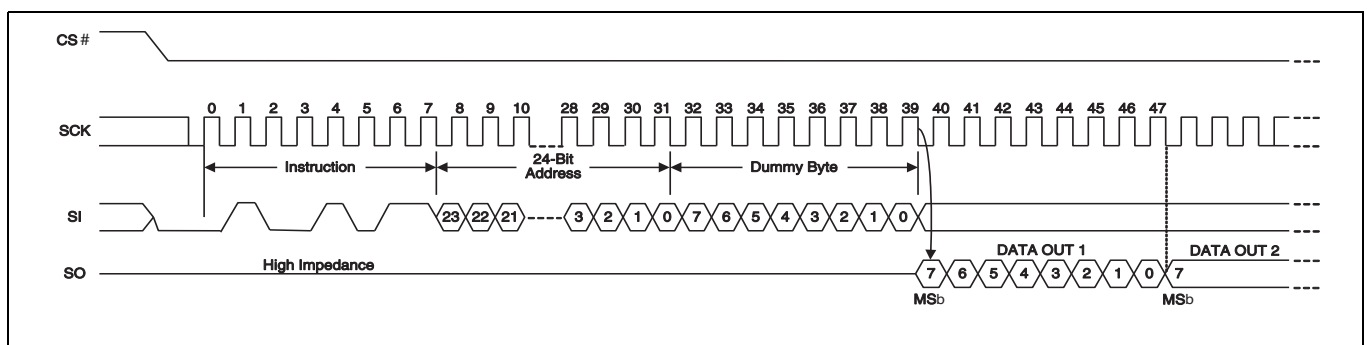 CS#
0 1 2 3 4 5 6 7 8 9 10 28 29 30 31 32 33 34 35 36 37 38 39 40 41 42 43 44 45 46 47
SCK
Instruction
24-Bit
Address
Dummy Byte
SI
23 22 21 3 2 1 0 7 6 5 4 3 2 1 0
DATA OUT 1
DATA OUT 2
High Impedance
SO
7 6 5 4 3 2 1 0 7
MSb
MSb